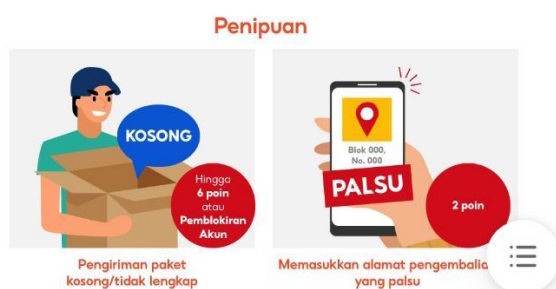 Penipuan
KOSONG
Hingga
6 poin
atau
Pemblokiran
Akun
Pengiriman paket
kosong/tidak lengkap
Blok 000,
No. 000
PALSU
2 poin
Memasukkan alamat pengembalia
yang palsu